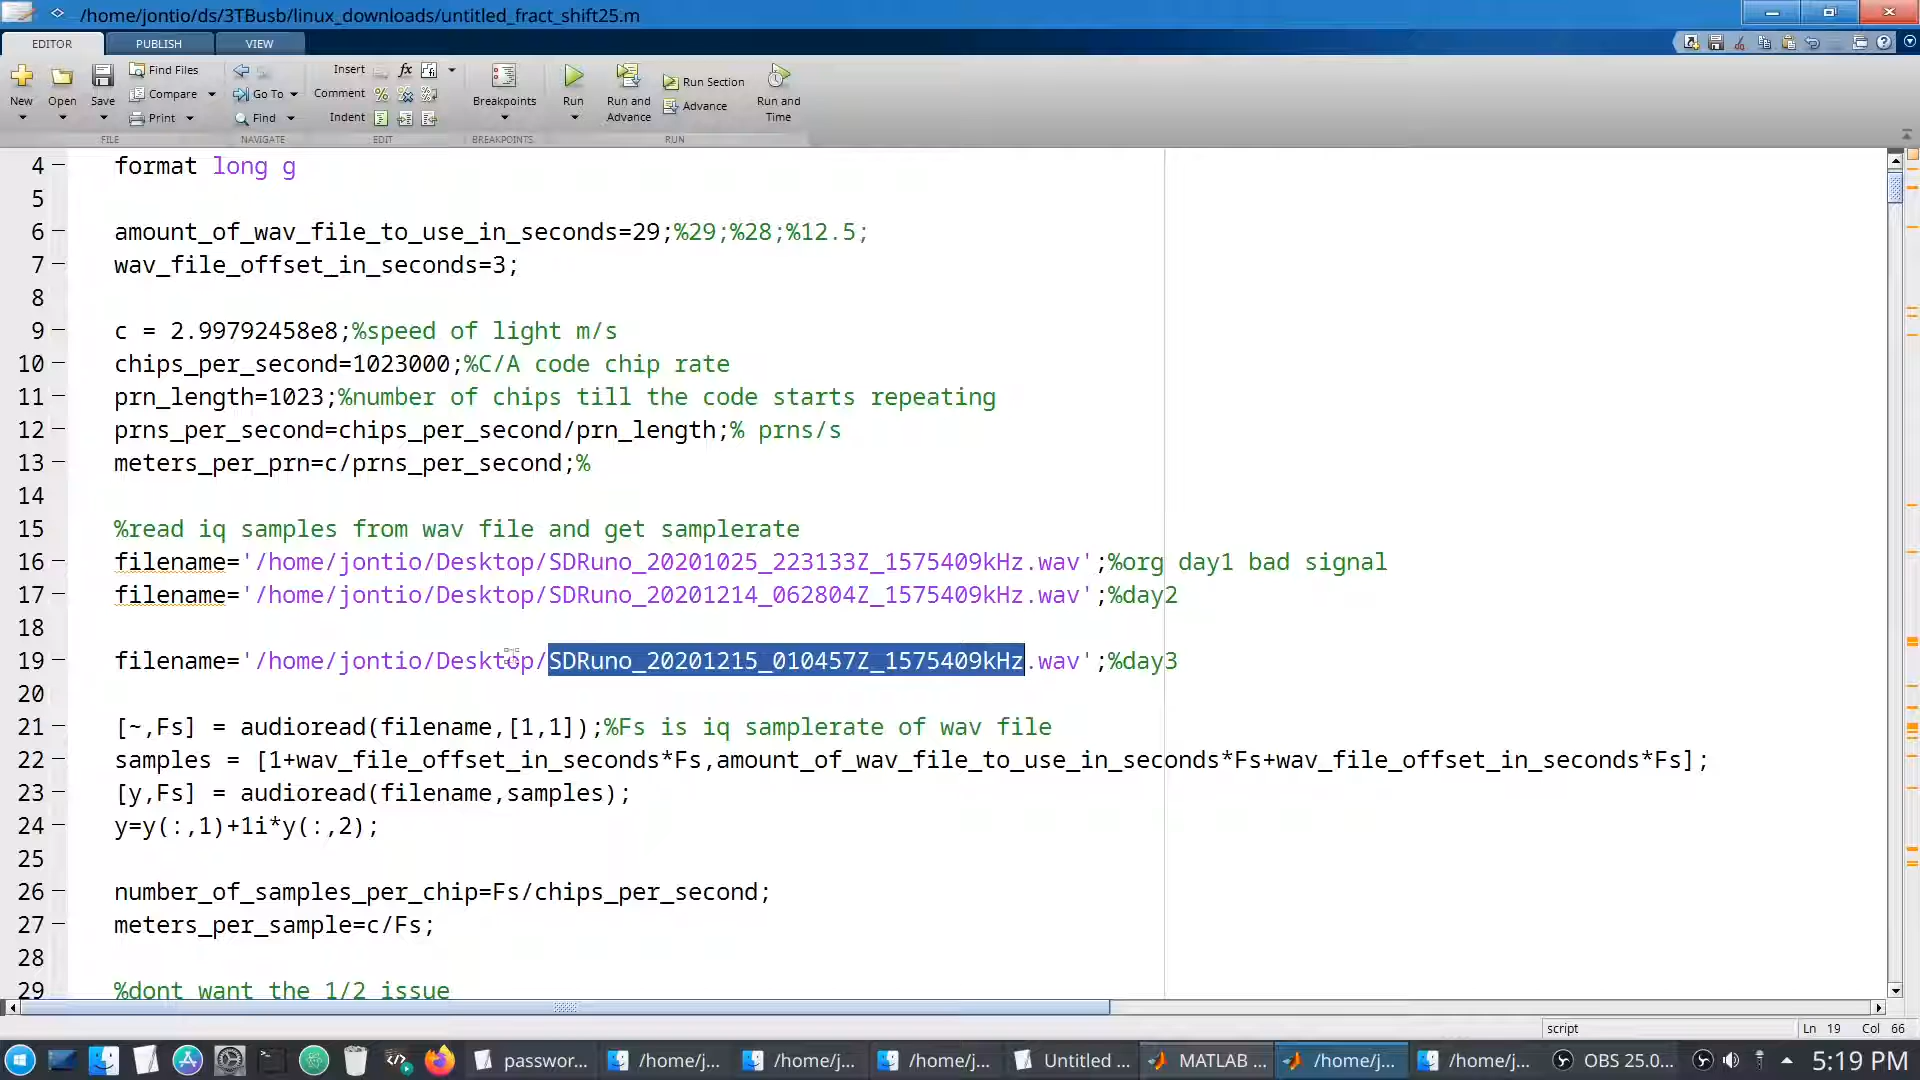 /home/jontio/ds/3TBusb/linux_downloads/untitled_fract_shift25.m
EDITOR PUBLISH VIEW
New Open Save
Find Files
Compare
Print
FILE
Go To
Find
NAVIGATE
Insert fx
Comment
Indent
EDIT
Breakpoints
BREAKPOINTS
Run
Run and Advance
Run Section
Advance
Run and Time
RUN
4 format long g
5
6 amount_of_wav_file_to_use_in_seconds=29;%29;%28;%12.5;
7 wav_file_offset_in_seconds=3;
8
9 c = 2.99792458e8;%speed of light m/s
10 chips_per_second=1023000;%C/A code chip rate
11 prn_length=1023;%number of chips till the code starts repeating
12 prns_per_second=chips_per_second/prn_length;% prns/s
13 meters_per_prn=c/prns_per_second;%
14
15 %read iq samples from wav file and get samplerate
16 filename='/home/jontio/Desktop/SDRuno_20201025_223133Z_1575409kHz.wav';%org day1 bad signal
17 filename='/home/jontio/Desktop/SDRuno_20201214_062804Z_1575409kHz.wav';%day2
18
19 filename='/home/jontio/Desktop/SDRuno_20201215_010457Z_1575409kHz.wav';%day3
20
21 [~,Fs] = audioread(filename,[1,1]);%Fs is iq samplerate of wav file
22 samples = [1+wav_file_offset_in_seconds*Fs,amount_of_wav_file_to_use_in_seconds*Fs+wav_file_offset_in_seconds*Fs];
23 [y,Fs] = audioread(filename,samples);
24 y=y(:,1)+1i*y(:,2);
25
26 number_of_samples_per_chip=Fs/chips_per_second;
27 meters_per_sample=c/Fs;
28
29 %dont want the 1/2 issue
script Ln 19 Col 66
passwor... /home/j... /home/j... /home/j... Untitled ... MATLAB ... /home/j... /home/j... OBS 25.0... 5:19 PM